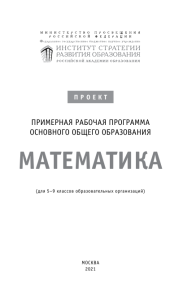 МИНИСТЕРСТВО ПРОСВЕЩЕНИЯ
РОССИЙСКОЙ ФЕДЕРАЦИИ
ИНСТИТУТ СТРАТЕГИИ
РАЗВИТИЯ ОБРАЗОВАНИЯ
РОССИЙСКОЙ АКАДЕМИИ ОБРАЗОВАНИЯ
ПРОЕКТ
ПРИМЕРНАЯ РАБОЧАЯ ПРОГРАММА
ОСНОВНОГО ОБЩЕГО ОБРАЗОВАНИЯ
МАТЕМАТИКА
(для 5–9 классов образовательных организаций)
МОСКВА
2021